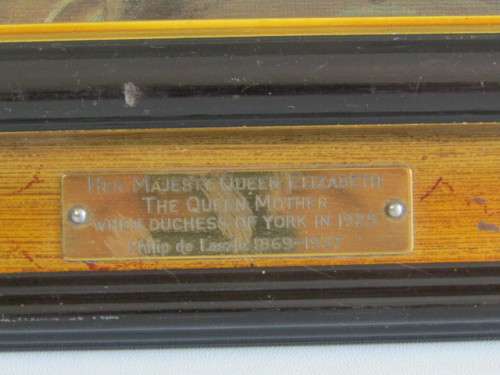 HER MAJESTY QUEEN ELIZABETH
THE QUEEN MOTHER
WHEN DUCHESS OF YORK IN 1925
Philip de Laszlo 1869-1937